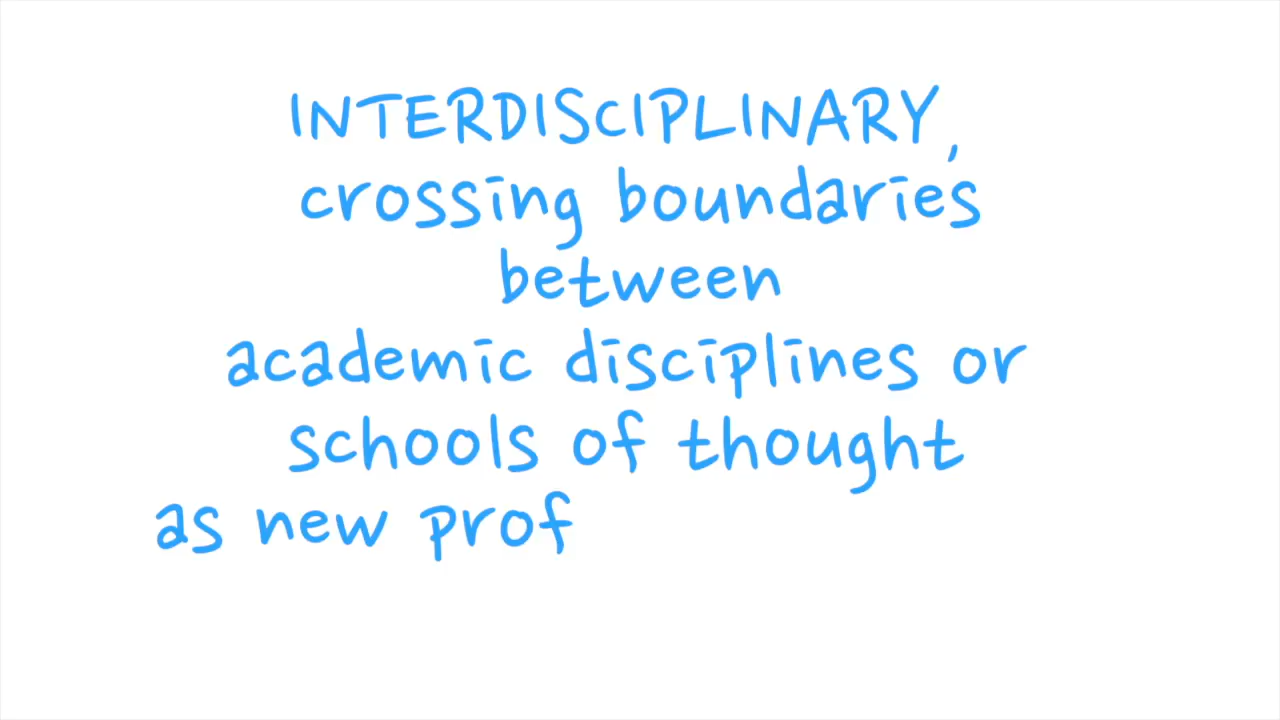 INTERDISCIPLINARY,
crossing boundaries
between
academic disciplines or
schools of thought
as new prof